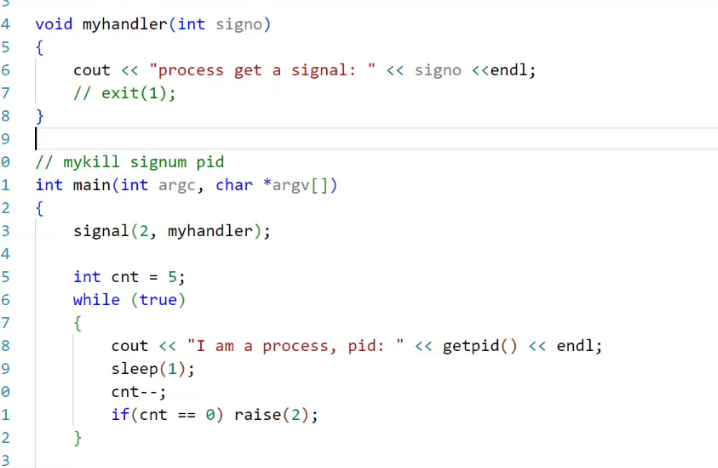 3
4 void myhandler(int signo)
5 {
6 cout << "process get a signal: " << signo <<endl;
7 // exit(1);
8 }
9
0 // mykill signum pid
1 int main(int argc, char *argv[])
2 {
3 signal(2, myhandler);
4
5 int cnt = 5;
6 while (true)
7 {
8 cout << "I am a process, pid: " << getpid() << endl;
9 sleep(1);
0 cnt--;
1 if(cnt == 0) raise(2);
2 }
3